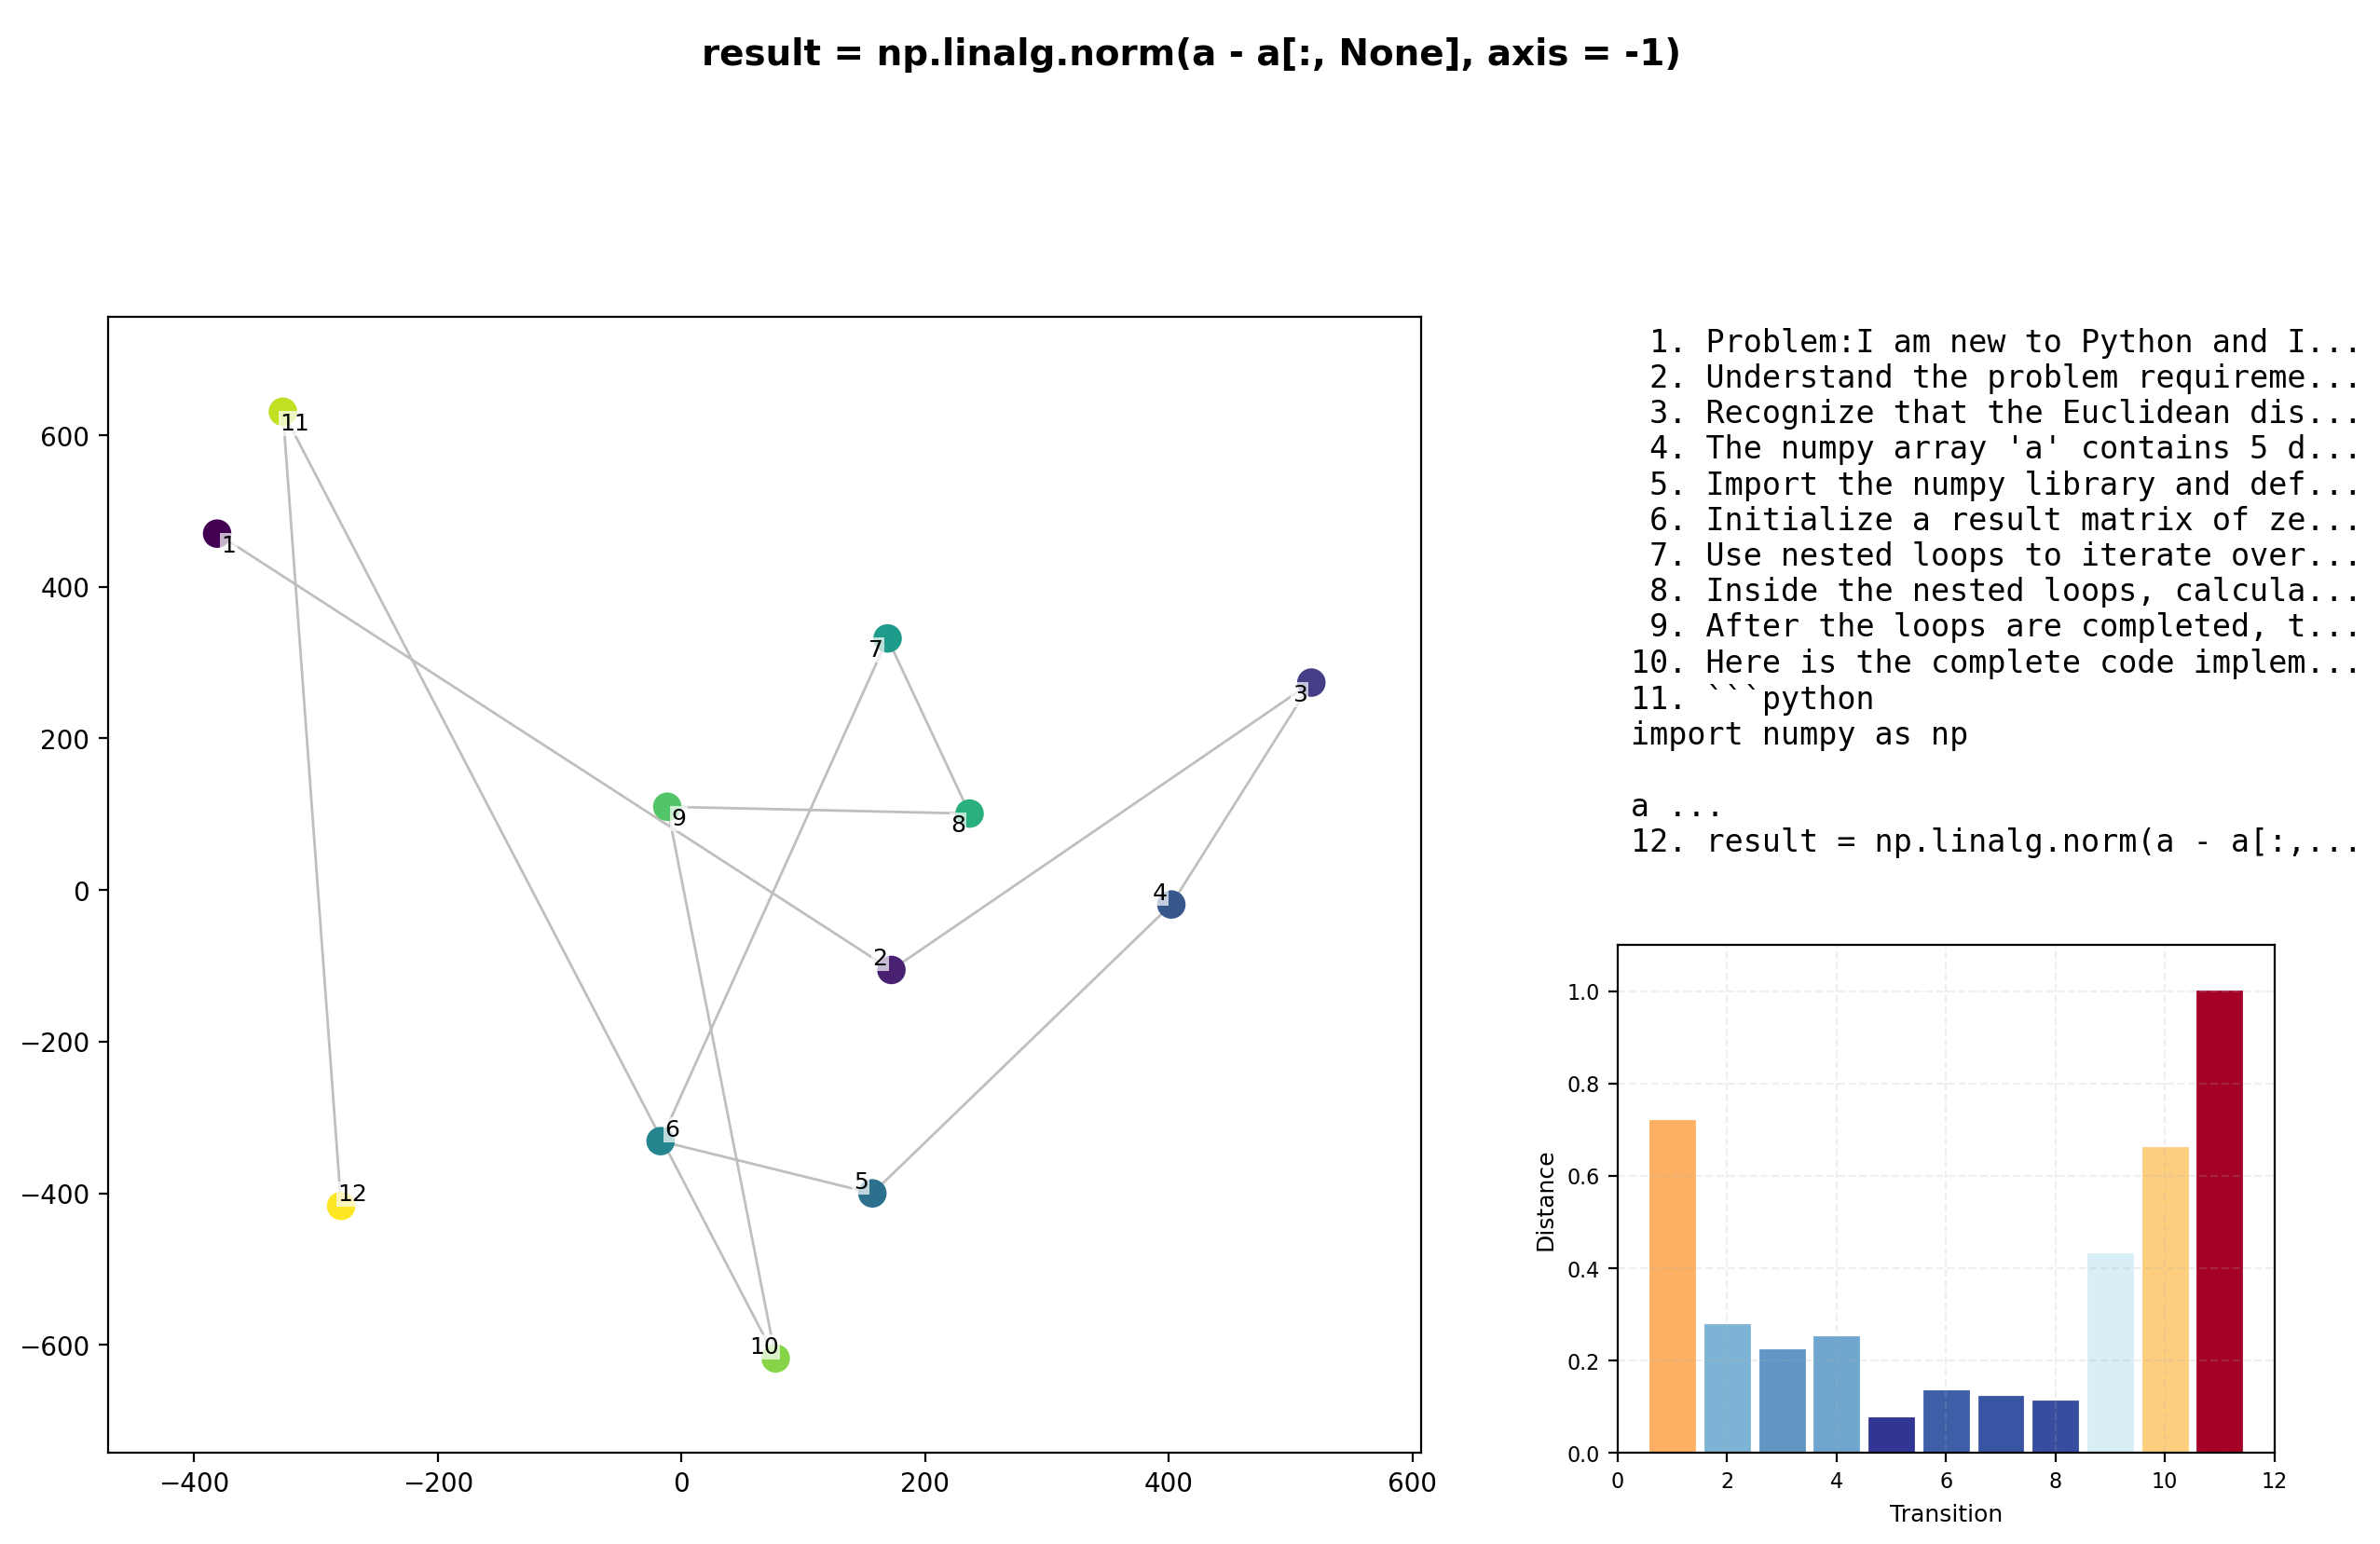 result = np.linalg.norm(a - a[:, None], axis = -1)
600
400
200
0
−200
−400
−600
−400
−200
0
200
400
600
1
2
3
4
5
6
7
8
9
10
11
12
1. Problem:I am new to Python and I...
2. Understand the problem requireme...
3. Recognize that the Euclidean dis...
4. The numpy array 'a' contains 5 d...
5. Import the numpy library and def...
6. Initialize a result matrix of ze...
7. Use nested loops to iterate over...
8. Inside the nested loops, calcula...
9. After the loops are completed, t...
10. Here is the complete code implem...
11. ```python
import numpy as np
a ...
12. result = np.linalg.norm(a - a[:,...
Distance
1.0
0.8
0.6
0.4
0.2
0.0
0
2
4
6
8
10
12
Transition